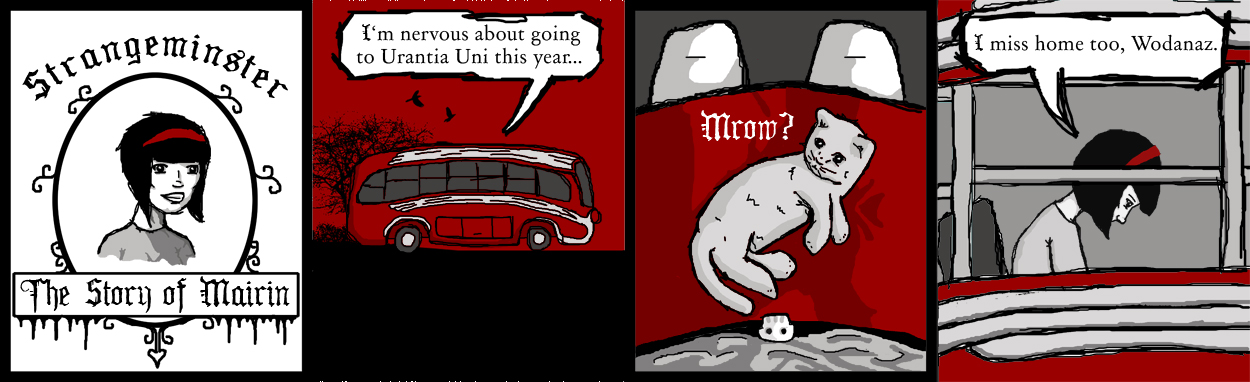 Strangeminster
The Story of Mairin
I'm nervous about going
to Urantia Uni this year...
Mrow?
I miss home too, Wodanaz.